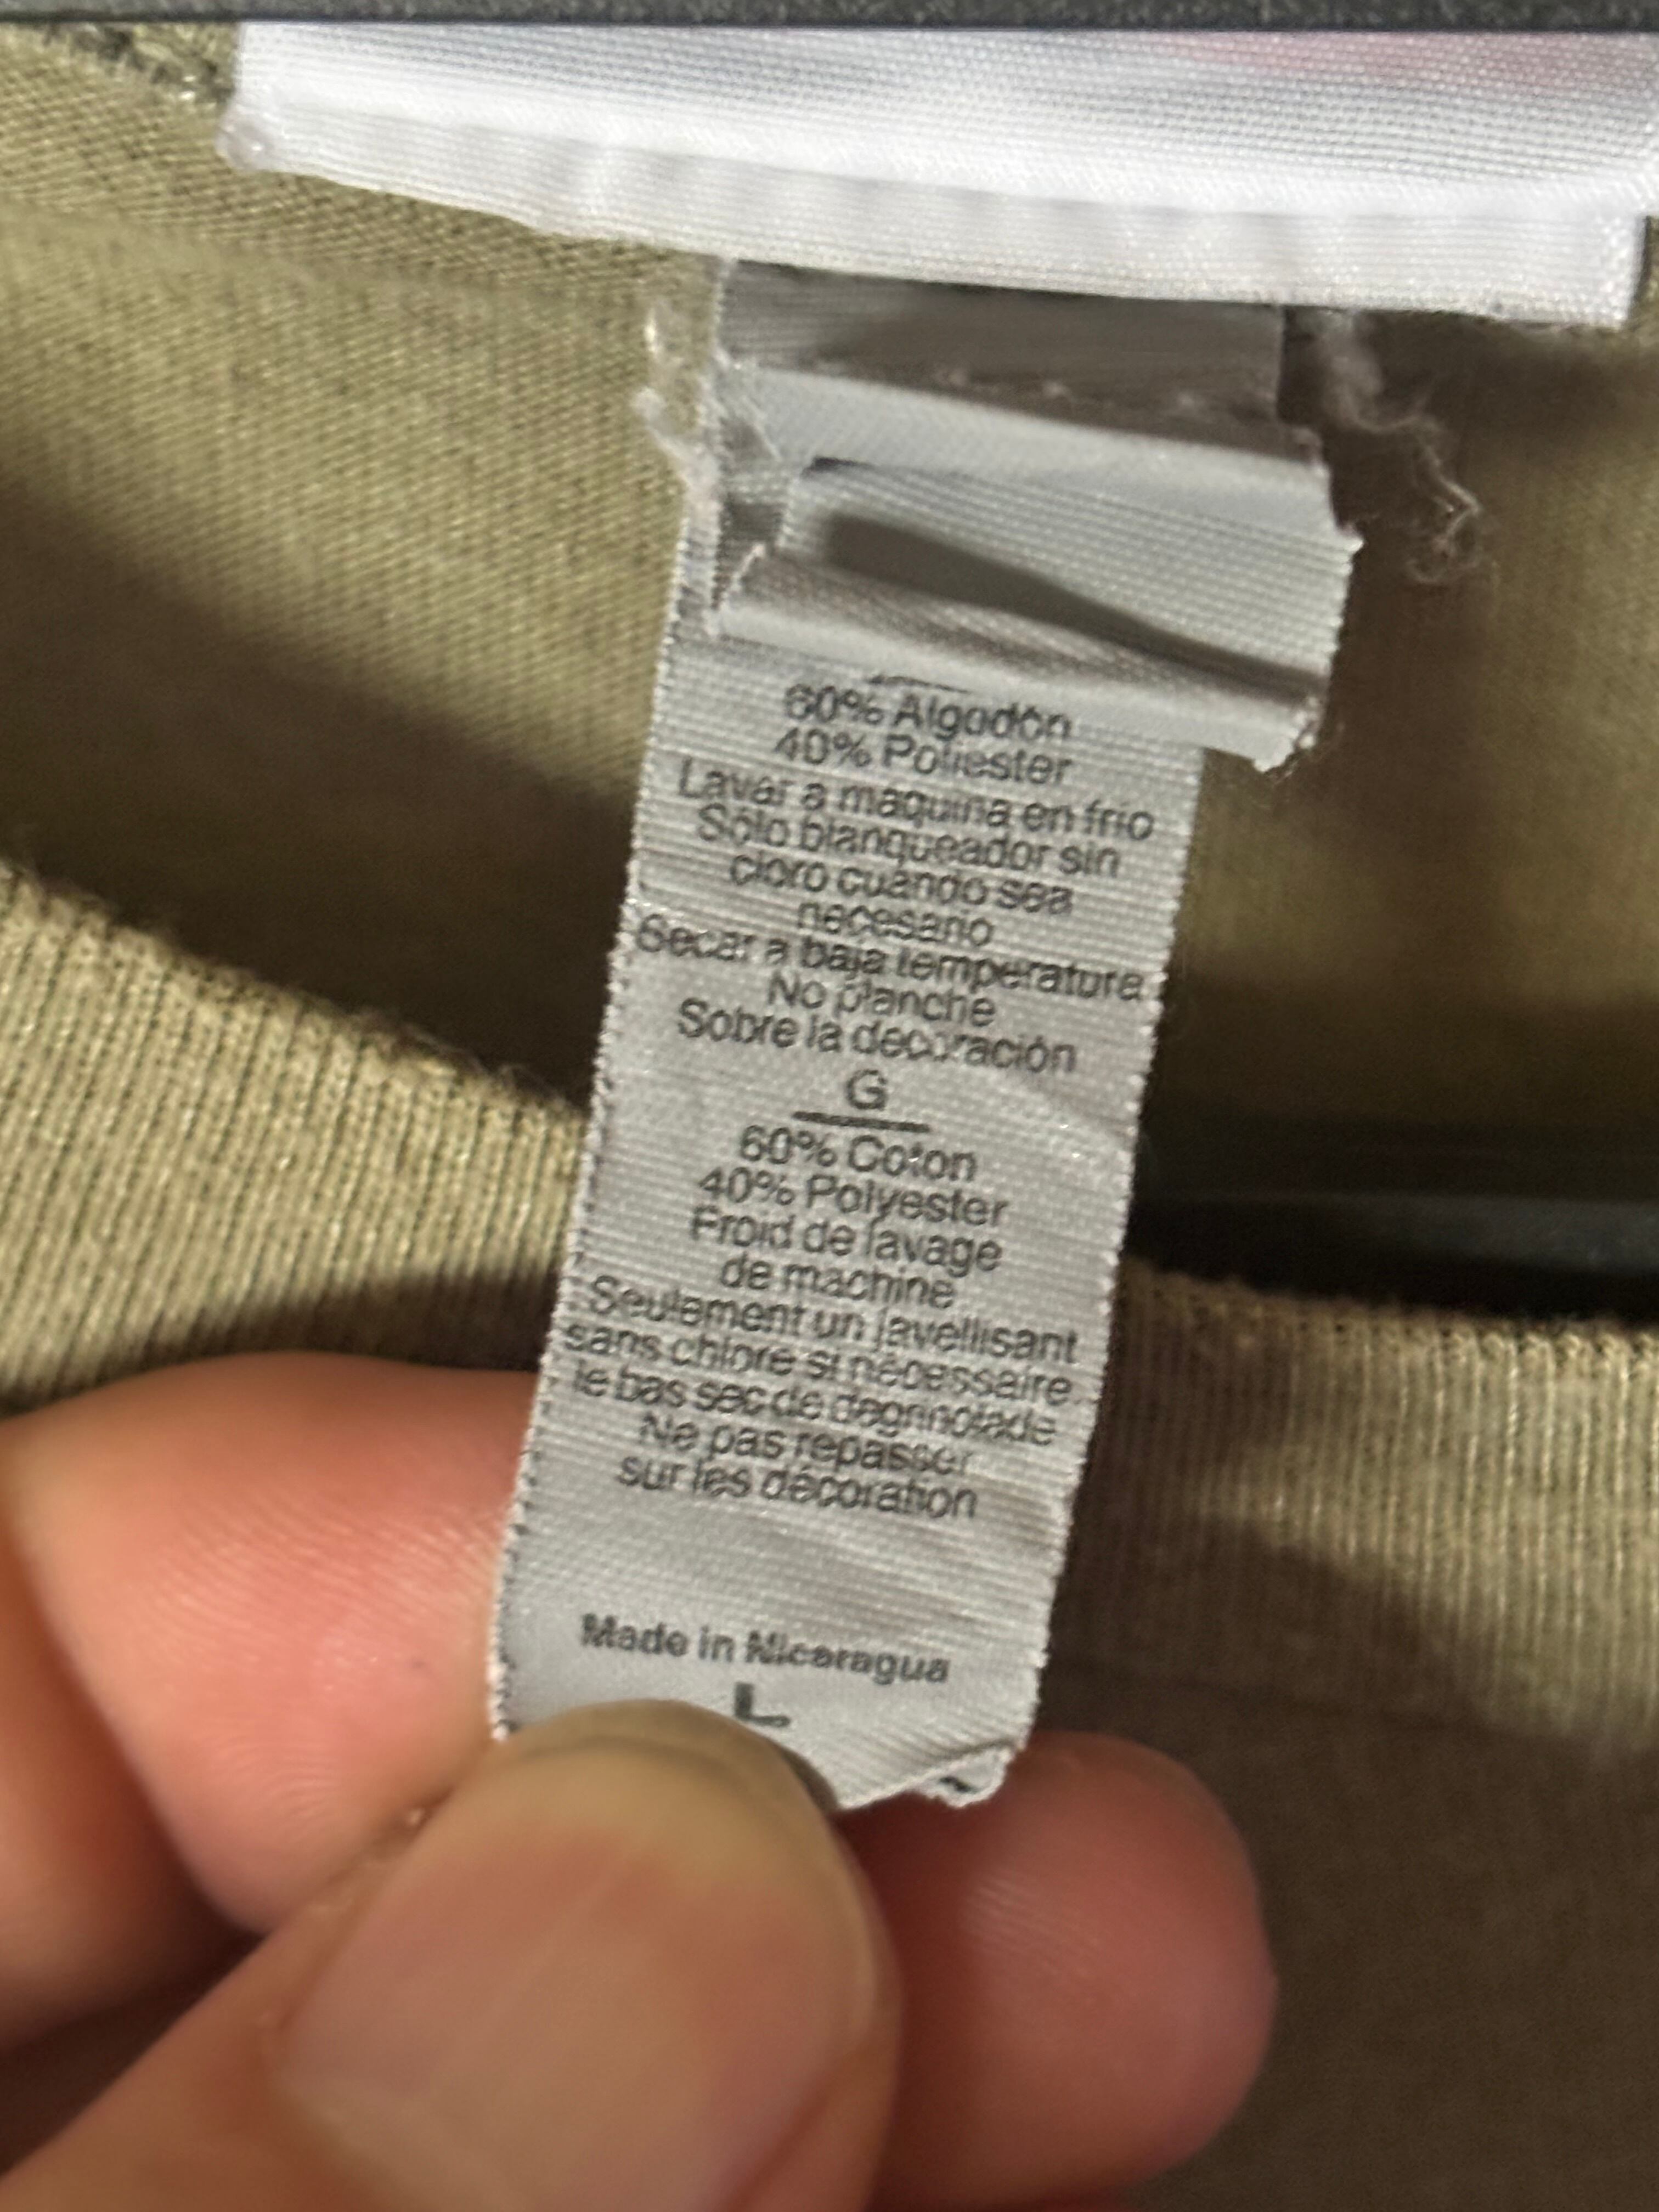 60% Algodón
40% Poliester
Lavar a maquina en frio
Sólo blanqueador sin
cloro cuando sea
necesario
Secar a baja temperatura
No planche
Sobre la decoración
G
60% Coton
40% Polyester
Froid de lavage
de machine
Seulement un javellisant
sans chlore si nécessaire
le bas sec de degringolade
Ne pas repasser
sur les décoration
Made in Nicaragua
L